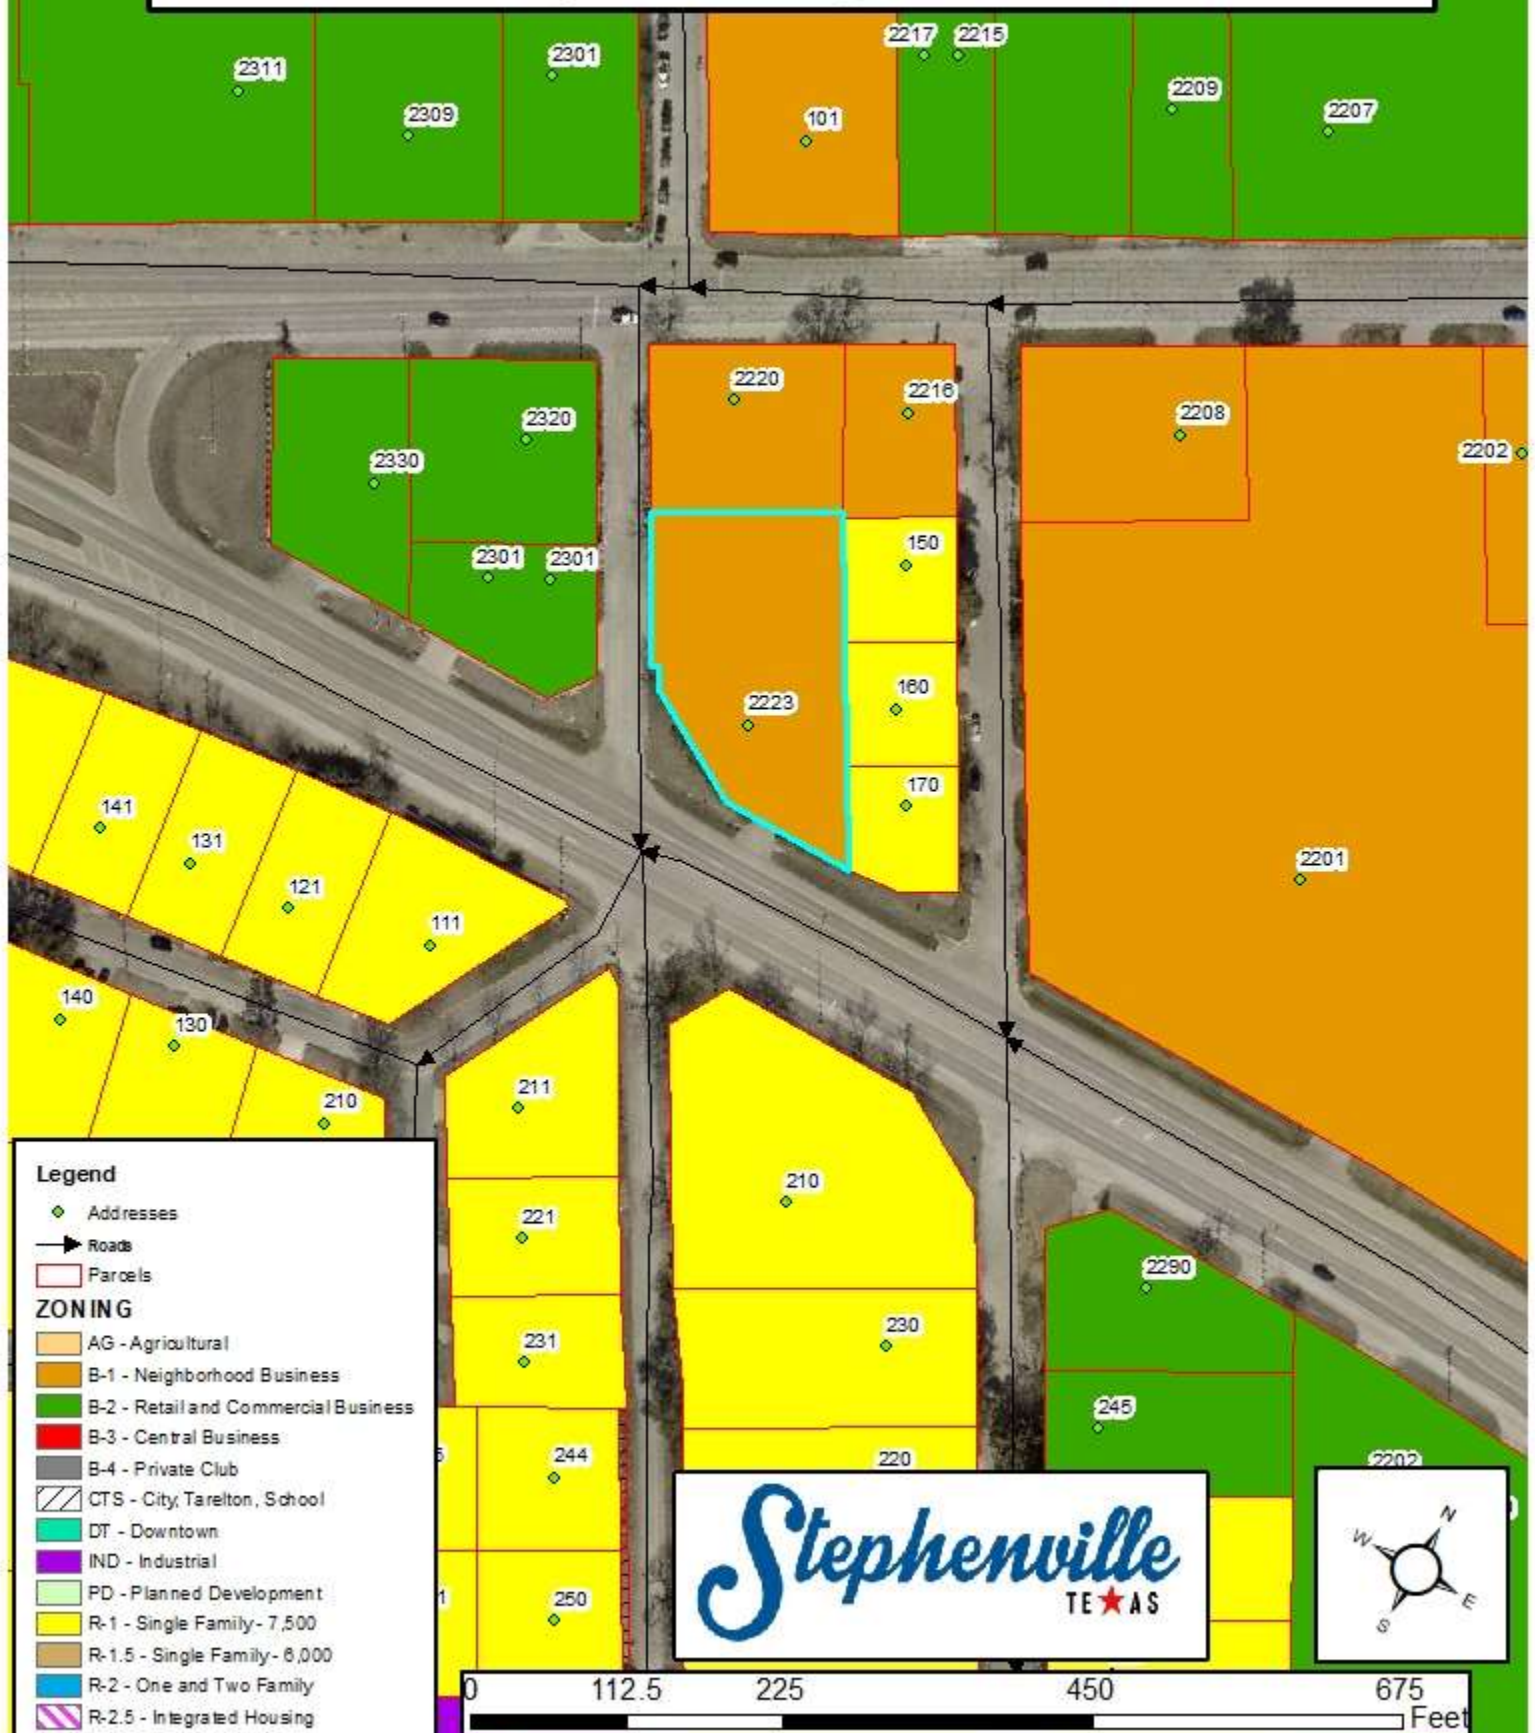 2311
2309
2301
101
2217
2215
2209
2207
2220
2216
2208
2202
2330
2320
2301
2301
150
2223
160
170
2201
141
131
121
111
140
130
210
211
221
231
244
250
210
230
220
2290
245
2202
Legend
Addresses
Roads
Parcels
ZONING
AG - Agricultural
B-1 - Neighborhood Business
B-2 - Retail and Commercial Business
B-3 - Central Business
B-4 - Private Club
CTS - City, Tarelton, School
DT - Downtown
IND - Industrial
PD - Planned Development
R-1 - Single Family - 7,500
R-1.5 - Single Family - 6,000
R-2 - One and Two Family
R-2.5 - Integrated Housing
Stephenville
TEXAS
N
W
E
S
0 112.5 225 450 675
Feet